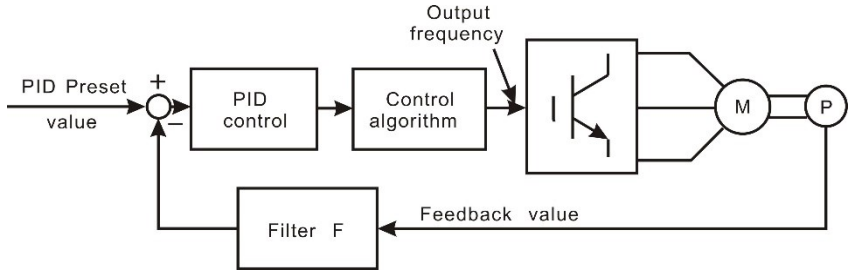 Output
frequency
PID Preset
value
+
−
PID
control
Control
algorithm
M
P
Filter F
Feedback value